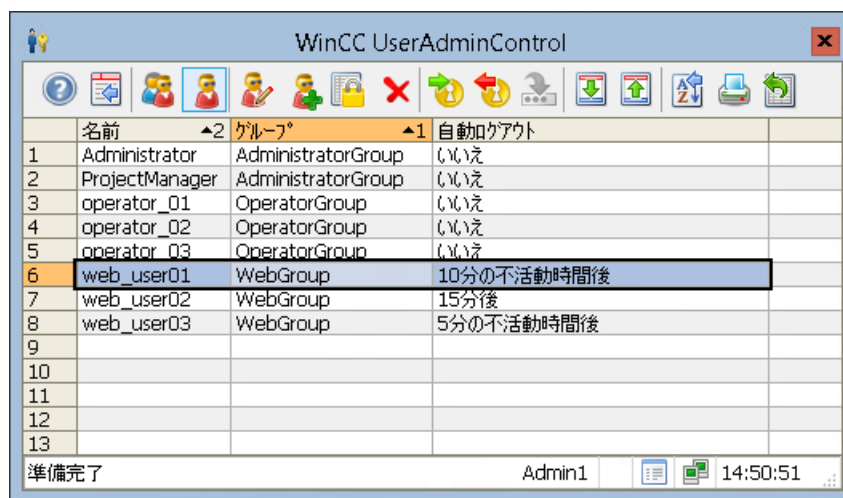 WinCC UserAdminControl
名前 ▲2 グループ ▲1 自動ログアウト
1 Administrator AdministratorGroup いいえ
2 ProjectManager AdministratorGroup いいえ
3 operator_01 OperatorGroup いいえ
4 operator_02 OperatorGroup いいえ
5 operator_03 OperatorGroup いいえ
6 web_user01 WebGroup 10分の不活動時間後
7 web_user02 WebGroup 15分後
8 web_user03 WebGroup 5分の不活動時間後
9
10
11
12
13
準備完了 Admin1 14:50:51